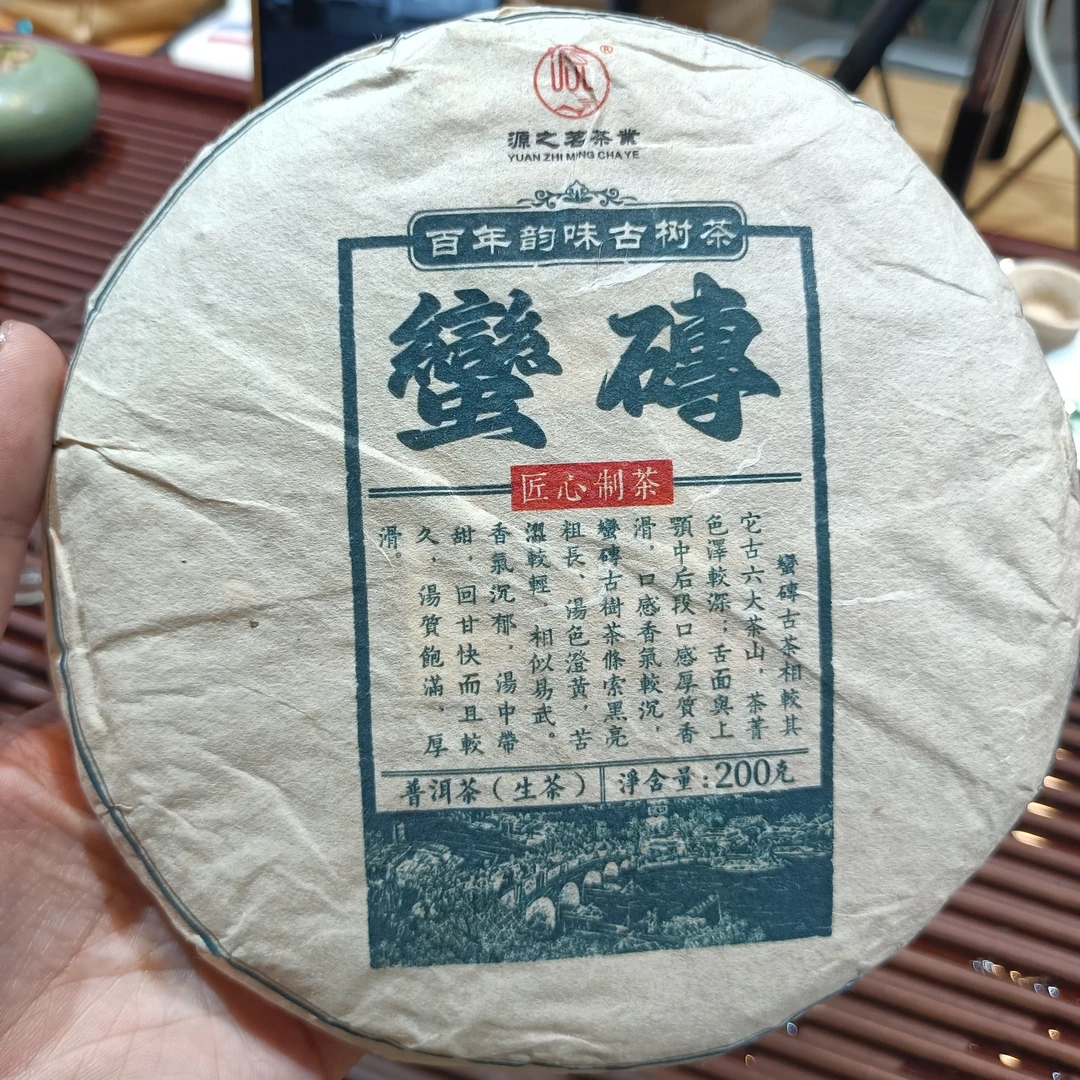 源之茗茶業
YUAN ZHI MING CHA YE
百年韵味古树茶
蠻磚
匠心制茶
蠻磚古茶相較其
它古六大茶山，茶菁
色澤較深；舌面與上
顎中后段口感厚質香
滑，口感香氣較沉，
蠻磚古樹茶條索黑亮
粗長、湯色澄黃，苦
澀較輕，相似易武。
香氣沉郁，湯中帶
甜，回甘快而且較
久，湯質飽滿，厚
滑。
普洱茶（生茶）
淨含量：200克